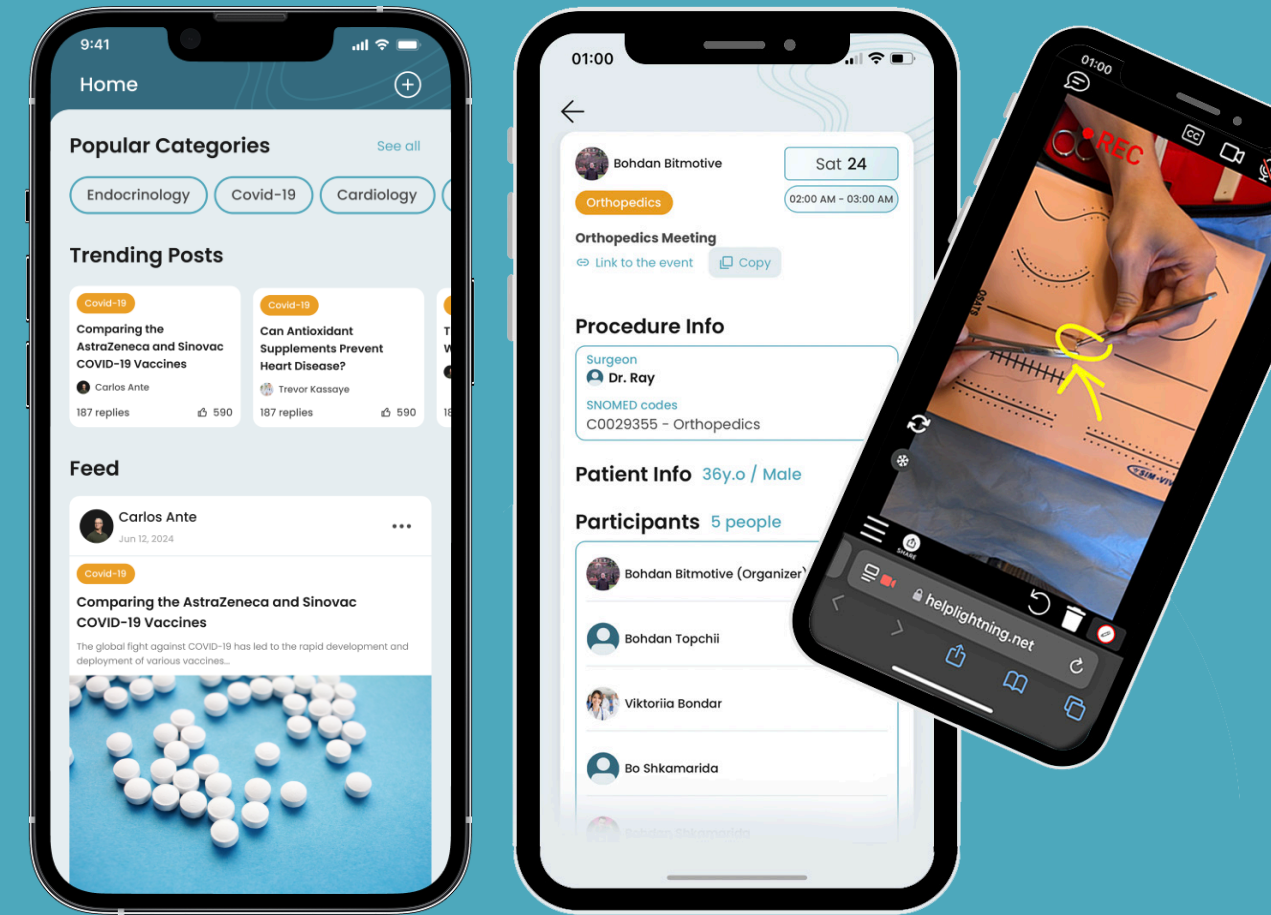 9:41
Home
Popular Categories
See all
Endocrinology
Covid-19
Cardiology
Trending Posts
Covid-19
Comparing the
AstraZeneca and Sinovac
COVID-19 Vaccines
Carlos Ante
187 replies
590
Covid-19
Can Antioxidant
Supplements Prevent
Heart Disease?
Trevor Kassaye
187 replies
590
T
W
18
Feed
Carlos Ante
Jun 12, 2024
Covid-19
Comparing the AstraZeneca and Sinovac
COVID-19 Vaccines
The global fight against COVID-19 has led to the rapid development and
deployment of various vaccines...
01:00
Bohdan Bitmotive
Sat 24
Orthopedics
02:00 AM - 03:00 AM
Orthopedics Meeting
Link to the event
Copy
Procedure Info
Surgeon
Dr. Ray
SNOMED codes
C0029355 - Orthopedics
Patient Info 36y.o / Male
Participants 5 people
Bohdan Bitmotive (Organizer)
Bohdan Topchii
Viktoriia Bondar
Bo Shkamarida
Bohdan Shkamarida
01:00
REC
CC
OSATS
SIM-VIV
SHARE
helplightning.net